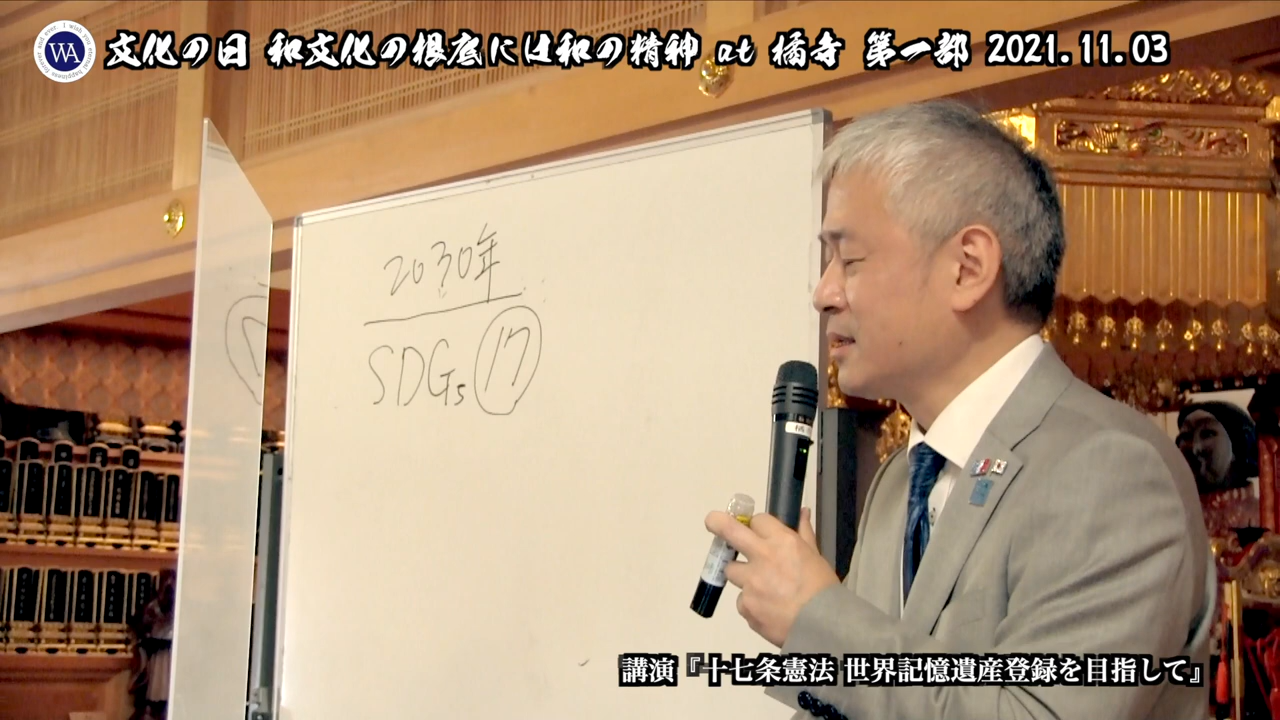 WA
文化の日 和文化の根底には和の精神 at 橘寺 第一部 2021.11.03
2030年
SDGs 17
講演『十七条憲法 世界記憶遺産登録を目指して』